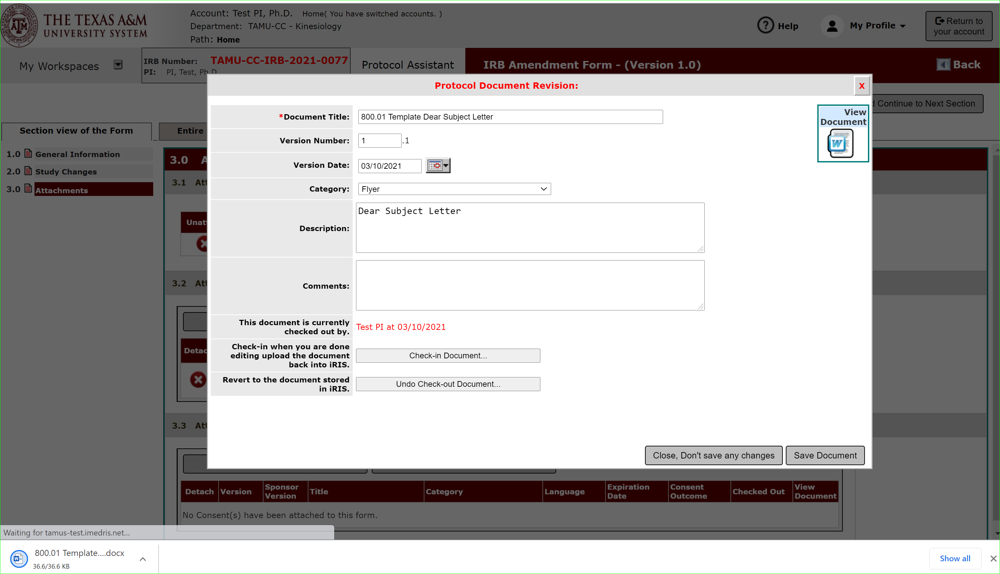 THE TEXAS A&M
UNIVERSITY SYSTEM
1876
Account: Test PI, Ph.D. Home( You have switched accounts. )
Department: TAMU-CC - Kinesiology
Path: Home
? Help
My Profile
Return to
your account
My Workspaces
IRB Number: TAMU-CC-IRB-2021-0077
PI: PI, Test, Ph.D
Protocol Assistant
IRB Amendment Form - (Version 1.0)
Back
Protocol Document Revision:
X
Continue to Next Section
Section view of the Form
Entire
1.0 General Information
2.0 Study Changes
3.0 Attachments
3.0 A
3.1 Att
Unatt
3.2 Att
Detac
3.3 Att
*Document Title: 800.01 Template Dear Subject Letter
View
Document
W
Version Number: 1 .1
Version Date: 03/10/2021
Category: Flyer
Description: Dear Subject Letter
Comments:
This document is currently
checked out by. Test PI at 03/10/2021
Check-in when you are done
editing upload the document
back into iRIS.
Check-in Document...
Revert to the document stored
in iRIS.
Undo Check-out Document...
Close, Don't save any changes
Save Document
Detach Version Sponsor Version Title Category Language Expiration Date Consent Outcome Checked Out View Document
No Consent(s) have been attached to this form.
Waiting for tamus-test.imedris.net...
800.01 Template....docx
36.6/36.6 KB
Show all